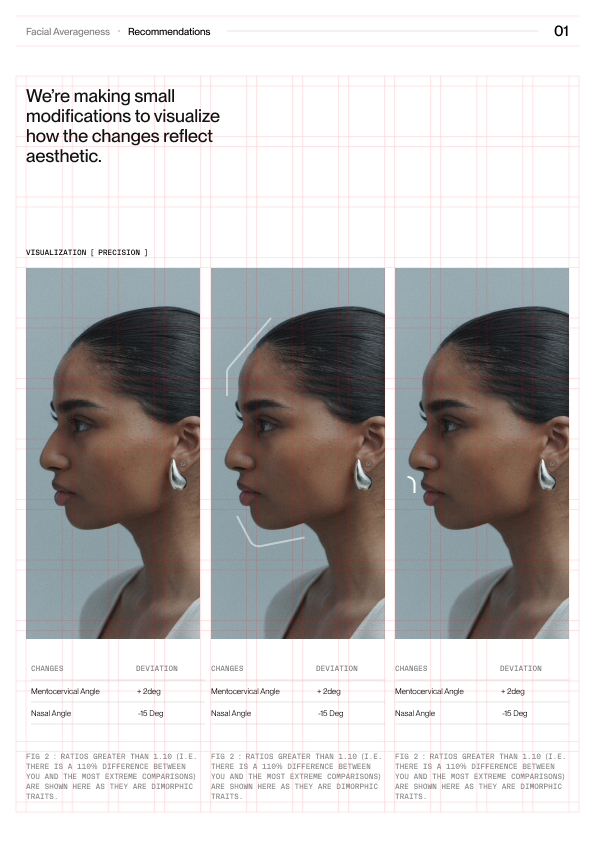 Facial Averageness • Recommendations 01
We're making small
modifications to visualize
how the changes reflect
aesthetic.
VISUALIZATION [ PRECISION ]
CHANGES DEVIATION CHANGES DEVIATION CHANGES DEVIATION
Mentocervical Angle + 2deg Mentocervical Angle + 2deg Mentocervical Angle + 2deg
Nasal Angle -15 Deg Nasal Angle -15 Deg Nasal Angle -15 Deg
FIG 2 : RATIOS GREATER THAN 1.10 (I.E.
THERE IS A 110% DIFFERENCE BETWEEN
YOU AND THE MOST EXTREME COMPARISONS)
ARE SHOWN HERE AS THEY ARE DIMORPHIC
TRAITS.
FIG 2 : RATIOS GREATER THAN 1.10 (I.E.
THERE IS A 110% DIFFERENCE BETWEEN
YOU AND THE MOST EXTREME COMPARISONS)
ARE SHOWN HERE AS THEY ARE DIMORPHIC
TRAITS.
FIG 2 : RATIOS GREATER THAN 1.10 (I.E.
THERE IS A 110% DIFFERENCE BETWEEN
YOU AND THE MOST EXTREME COMPARISONS)
ARE SHOWN HERE AS THEY ARE DIMORPHIC
TRAITS.